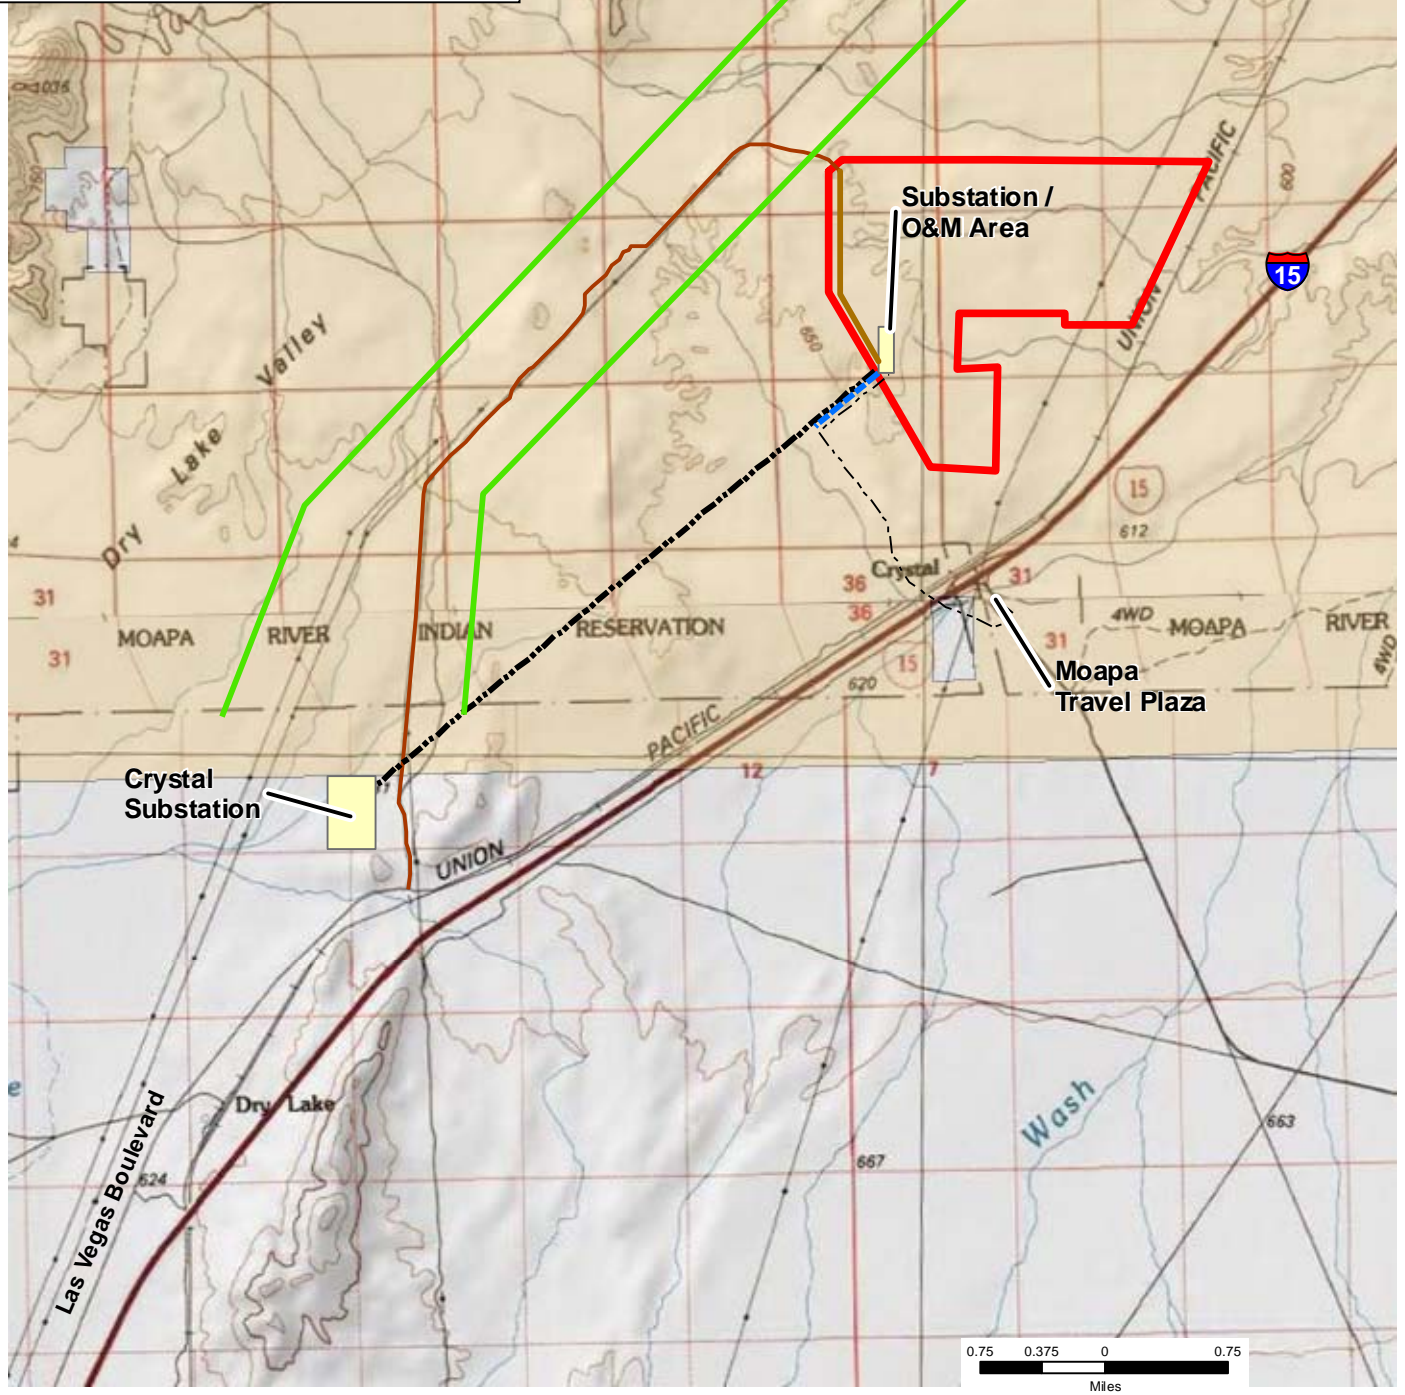 1036
760
PACIFIC
600
Substation /
O&M Area
15
UNION
650
Valley
Lake
Dry
15
612
Crystal
36
31
31
36
4WD
MOAPA
RIVER
INDIAN
RESERVATION
MOAPA
RIVER
31
31
15
4WD
620
Moapa
Travel Plaza
PACIFIC
12
7
Crystal
Substation
UNION
Dry Lake
Wash
663
667
624
Las Vegas Boulevard
0.75 0.375 0 0.75
Miles